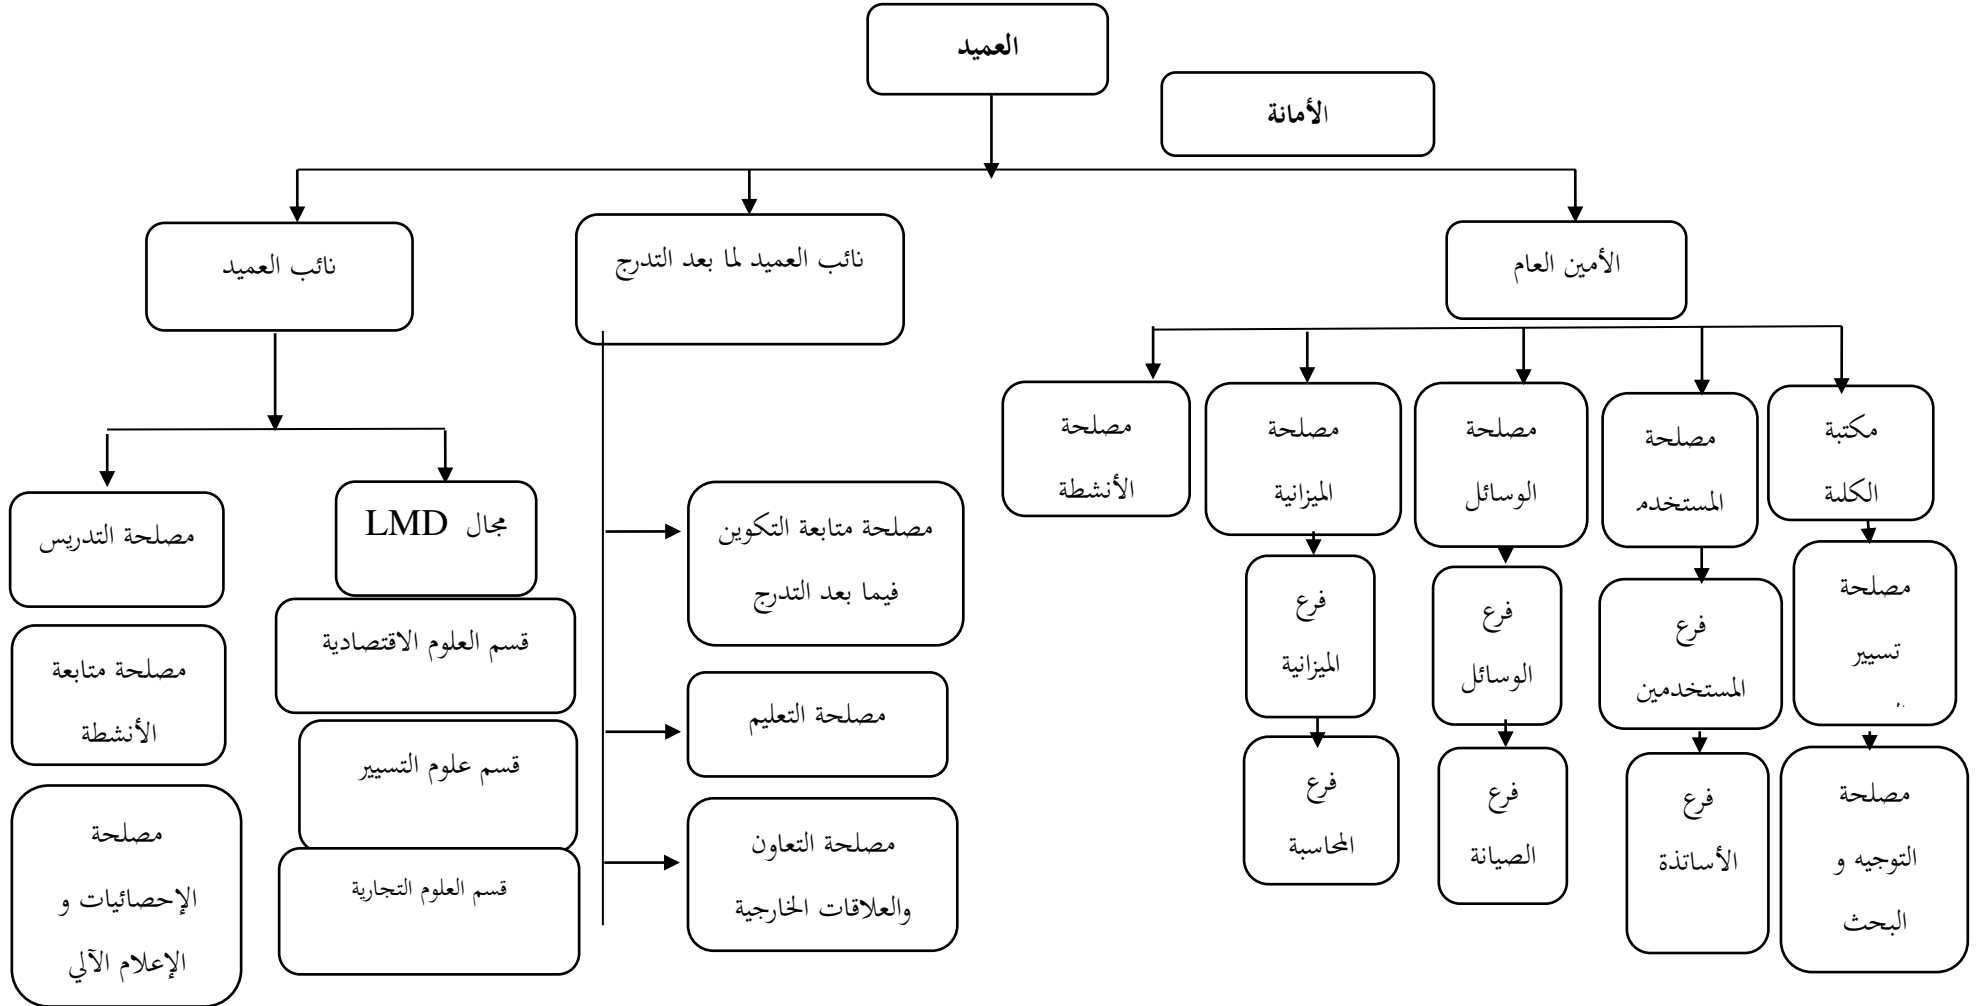 العميد
الأمانة
الأمين العام
نائب العميد لما بعد التدرج
نائب العميد
مكتبة
الكلية
مصلحة
المستخدم
مصلحة
الوسائل
مصلحة
الميزانية
مصلحة
الأنشطة
مصلحة
تسيير
فرع
المستخدمين
فرع
الوسائل
فرع
الميزانية
مصلحة
التوجيه و
البحث
فرع
الأساتذة
فرع
الصيانة
فرع
المحاسبة
مصلحة متابعة التكوين
فيما بعد التدرج
مصلحة التعليم
مصلحة التعاون
والعلاقات الخارجية
مجال LMD
قسم العلوم الاقتصادية
قسم علوم التسيير
قسم العلوم التجارية
مصلحة التدريس
مصلحة متابعة
الأنشطة
مصلحة
الإحصائيات و
الإعلام الآلي